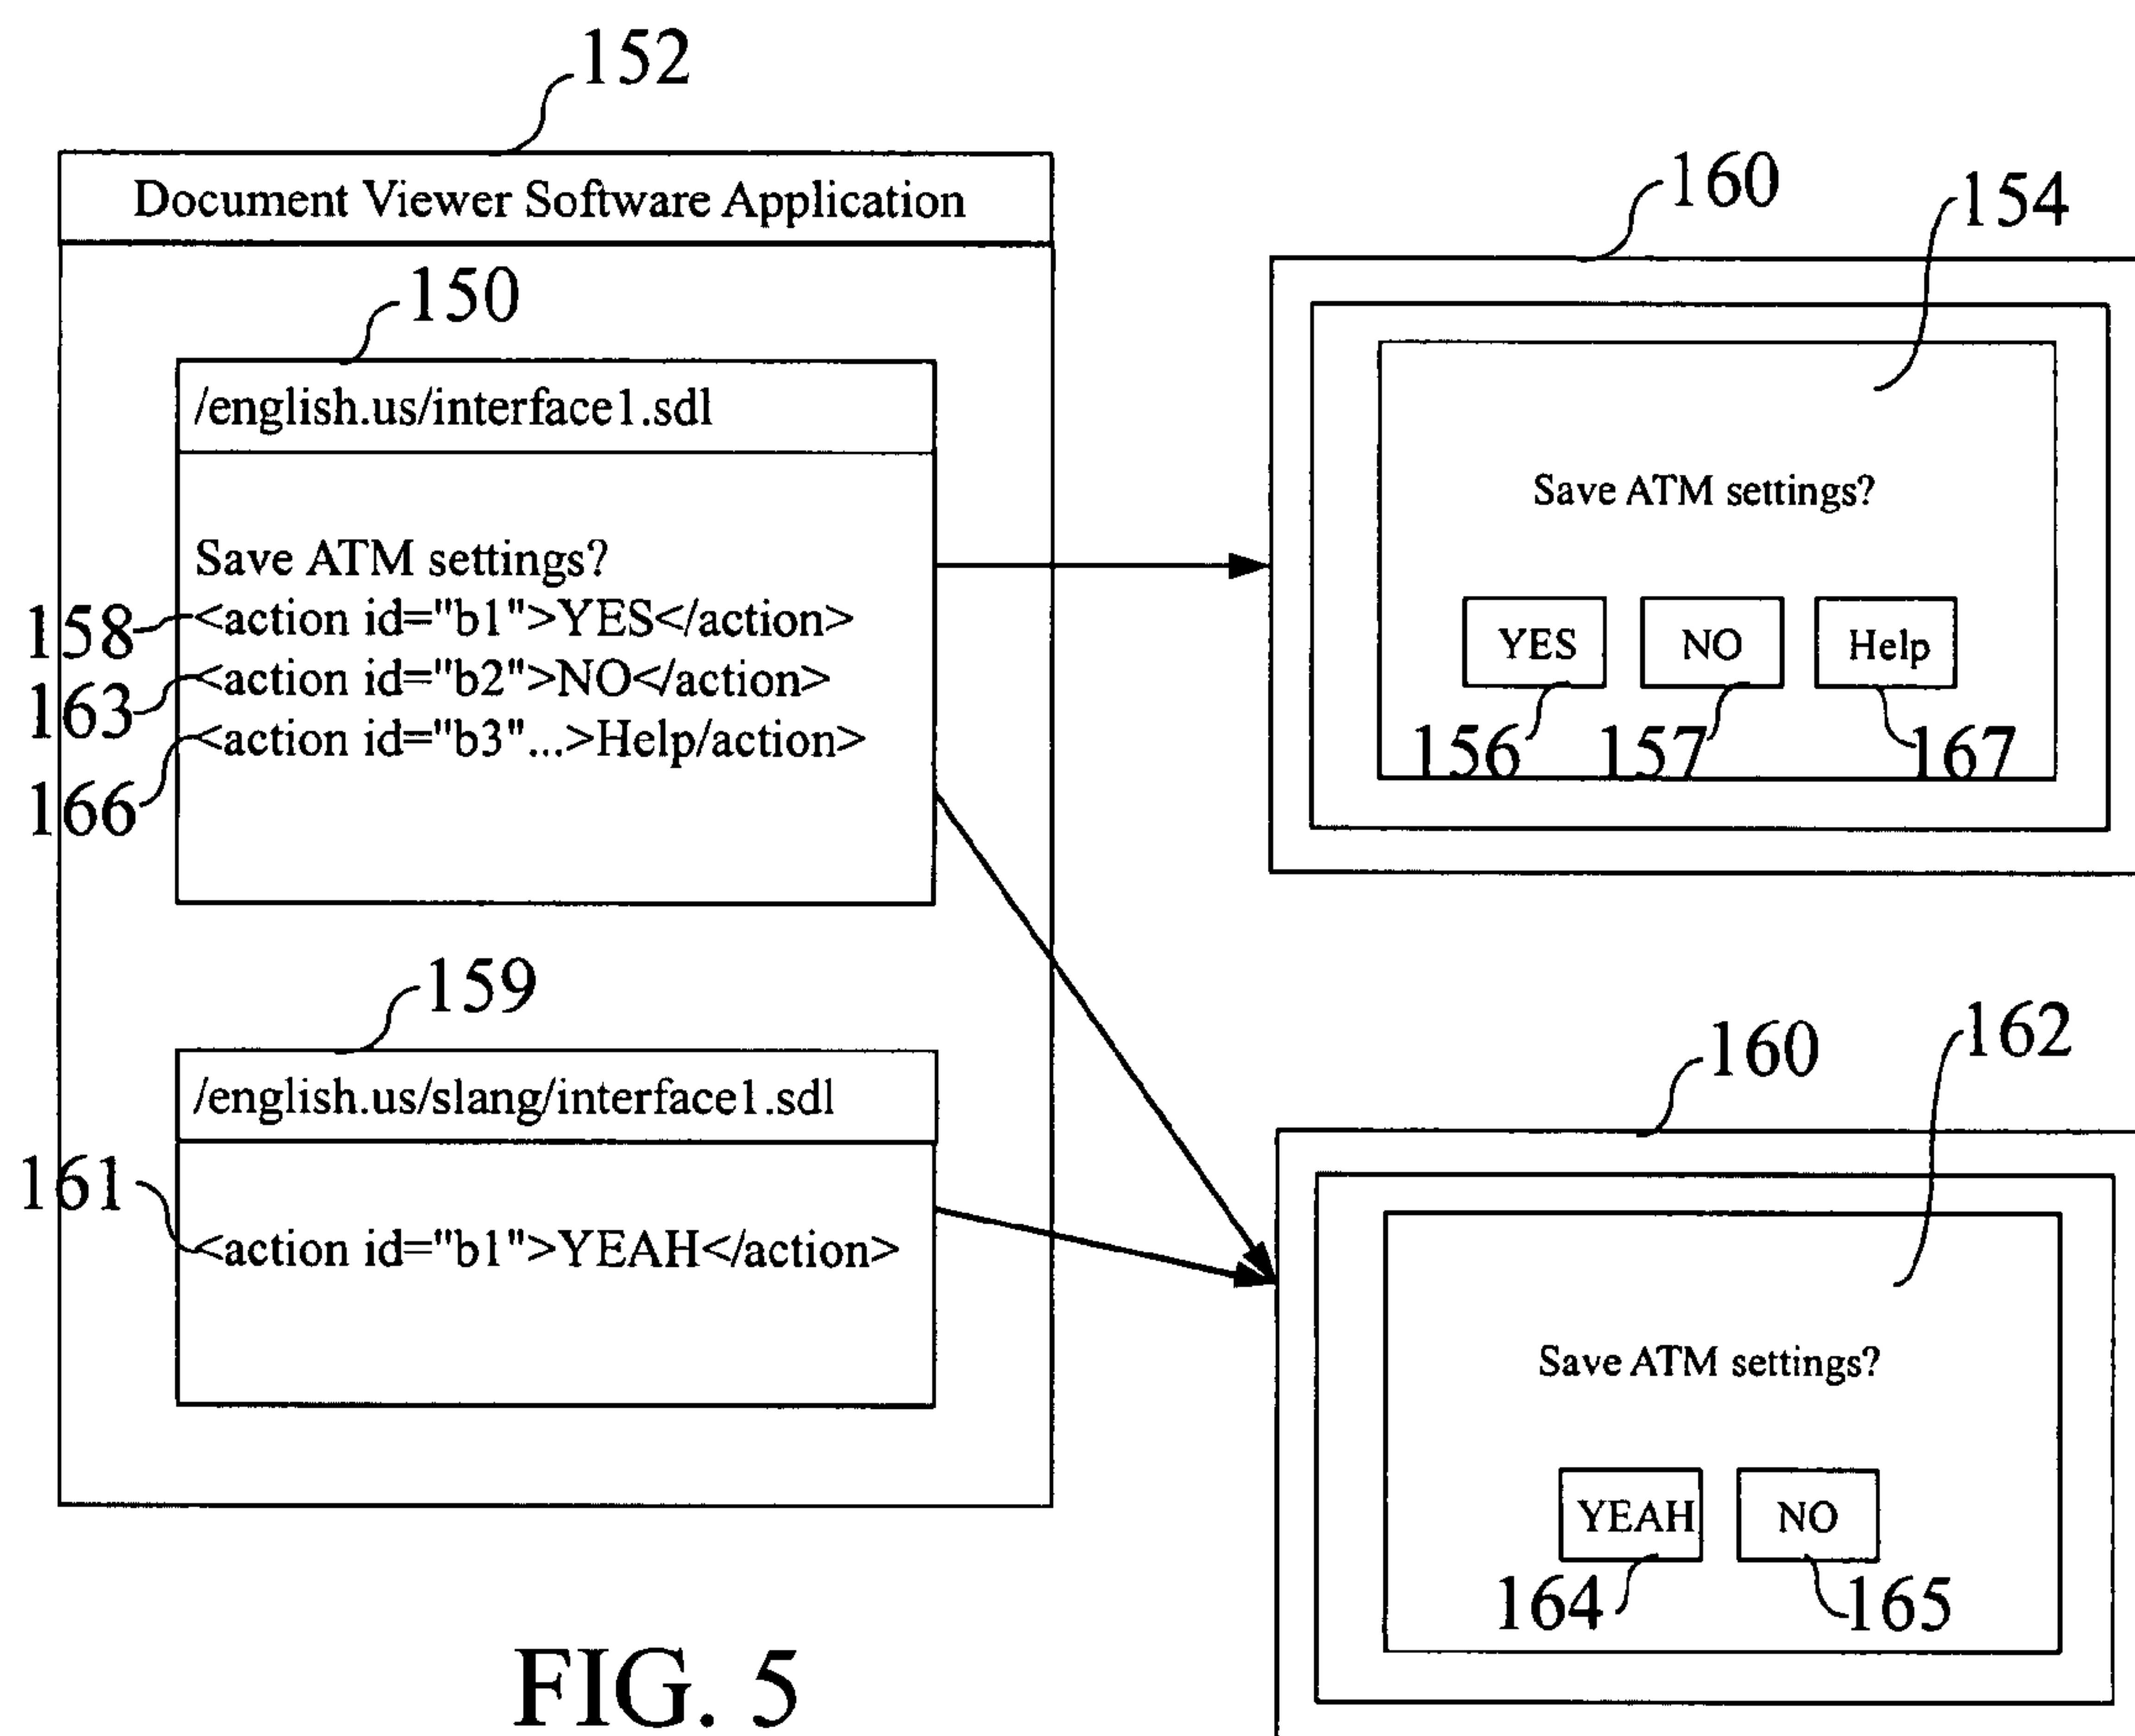 152
Document Viewer Software Application
150
/english.us/interface1.sdl
Save ATM settings?
158
<action id="b1">YES</action>
163
<action id="b2">NO</action>
166
<action id="b3"...>Help/action>
159
/english.us/slang/interface1.sdl
161
<action id="b1">YEAH</action>
160
154
Save ATM settings?
YES NO Help
156 157 167
160
162
Save ATM settings?
YEAH NO
164 165
FIG. 5